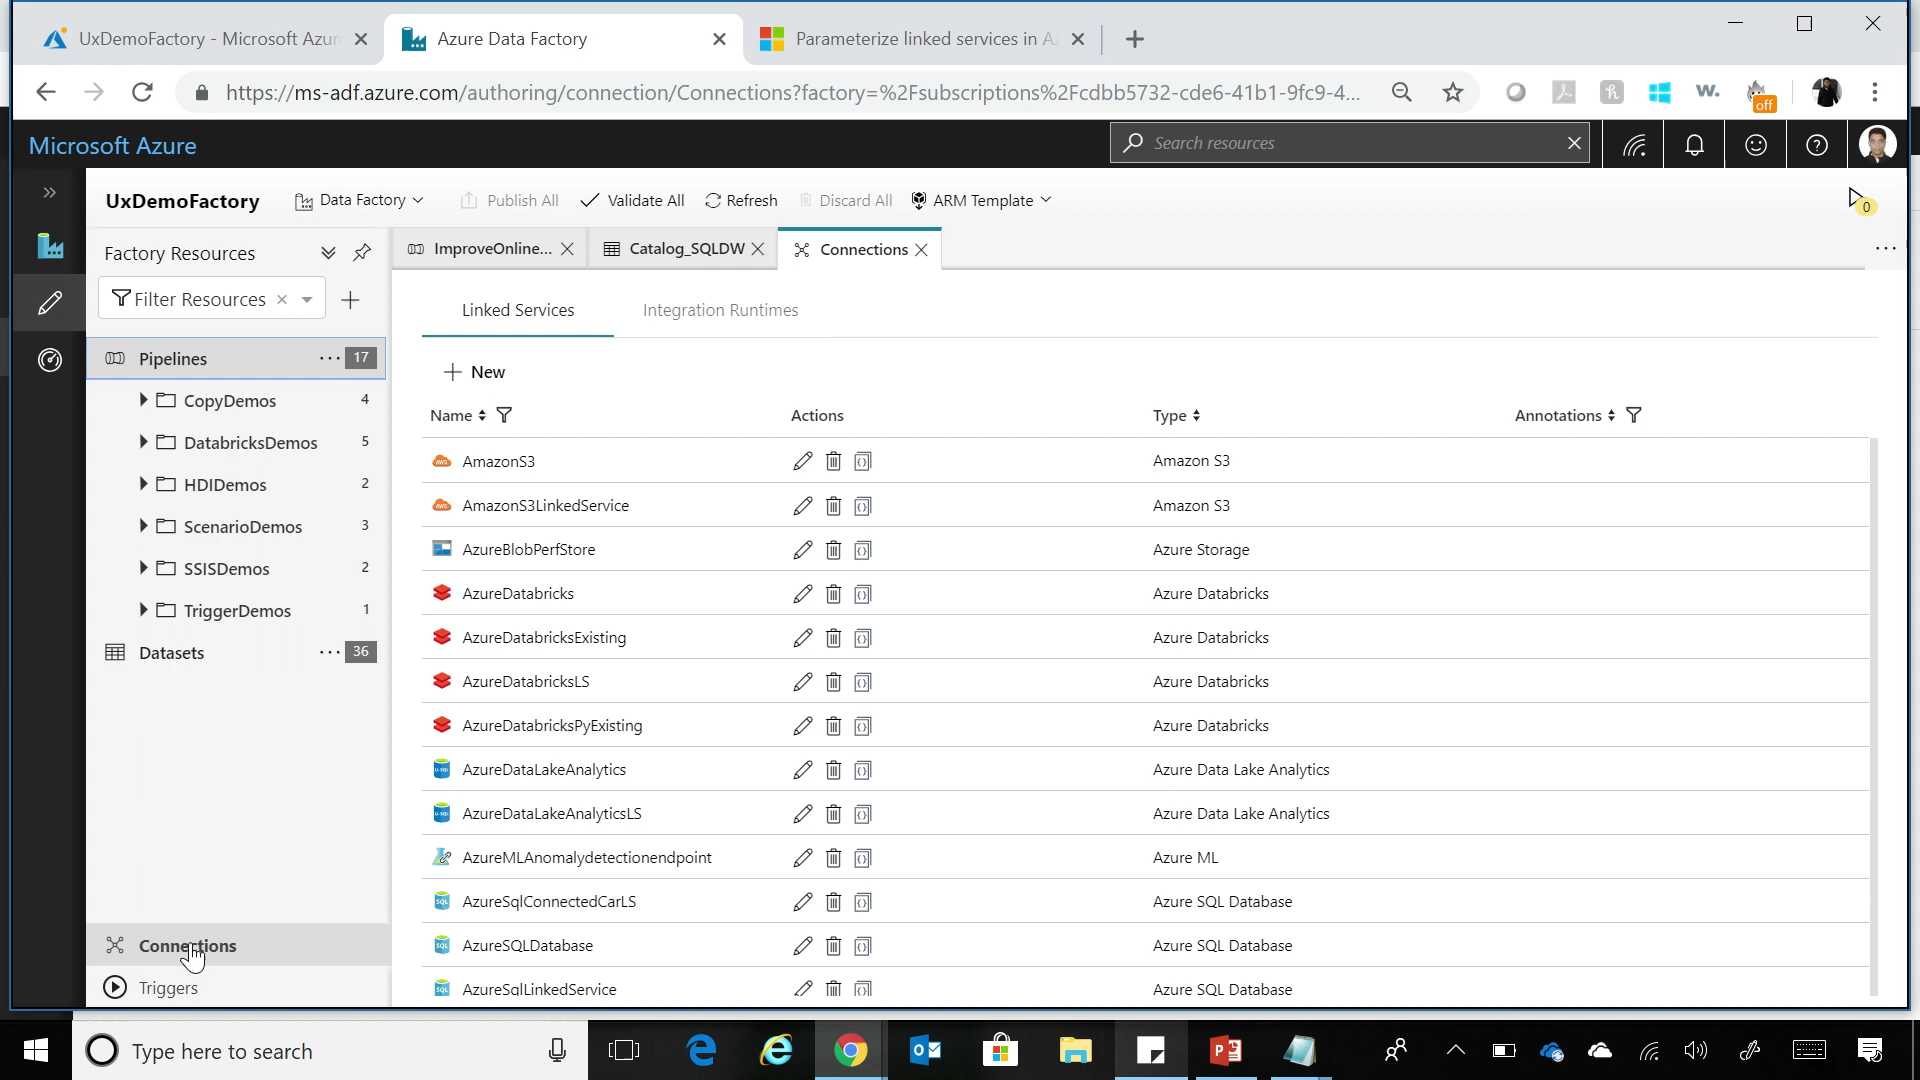 UxDemoFactory - Microsoft Azur
Azure Data Factory
Parameterize linked services in A
https://ms-adf.azure.com/authoring/connection/Connections?factory=%2Fsubscriptions%2Fcdbb5732-cde6-41b1-9fc9-4...
off
Microsoft Azure
Search resources
UxDemoFactory
Data Factory
Publish All
Validate All
Refresh
Discard All
ARM Template
0
Factory Resources
ImproveOnline...
Catalog_SQLDW
Connections
Filter Resources
Linked Services
Integration Runtimes
Pipelines
17
New
CopyDemos
4
Name
Actions
Type
Annotations
DatabricksDemos
5
HDIDemos
2
ScenarioDemos
3
SSISDemos
2
TriggerDemos
1
Datasets
36
AmazonS3
Amazon S3
AmazonS3LinkedService
Amazon S3
AzureBlobPerfStore
Azure Storage
AzureDatabricks
Azure Databricks
AzureDatabricksExisting
Azure Databricks
AzureDatabricksLS
Azure Databricks
AzureDatabricksPyExisting
Azure Databricks
AzureDataLakeAnalytics
Azure Data Lake Analytics
AzureDataLakeAnalyticsLS
Azure Data Lake Analytics
AzureMLAnomalydetectionendpoint
Azure ML
AzureSqlConnectedCarLS
Azure SQL Database
AzureSQLDatabase
Azure SQL Database
AzureSqlLinkedService
Azure SQL Database
Connections
Triggers
Type here to search